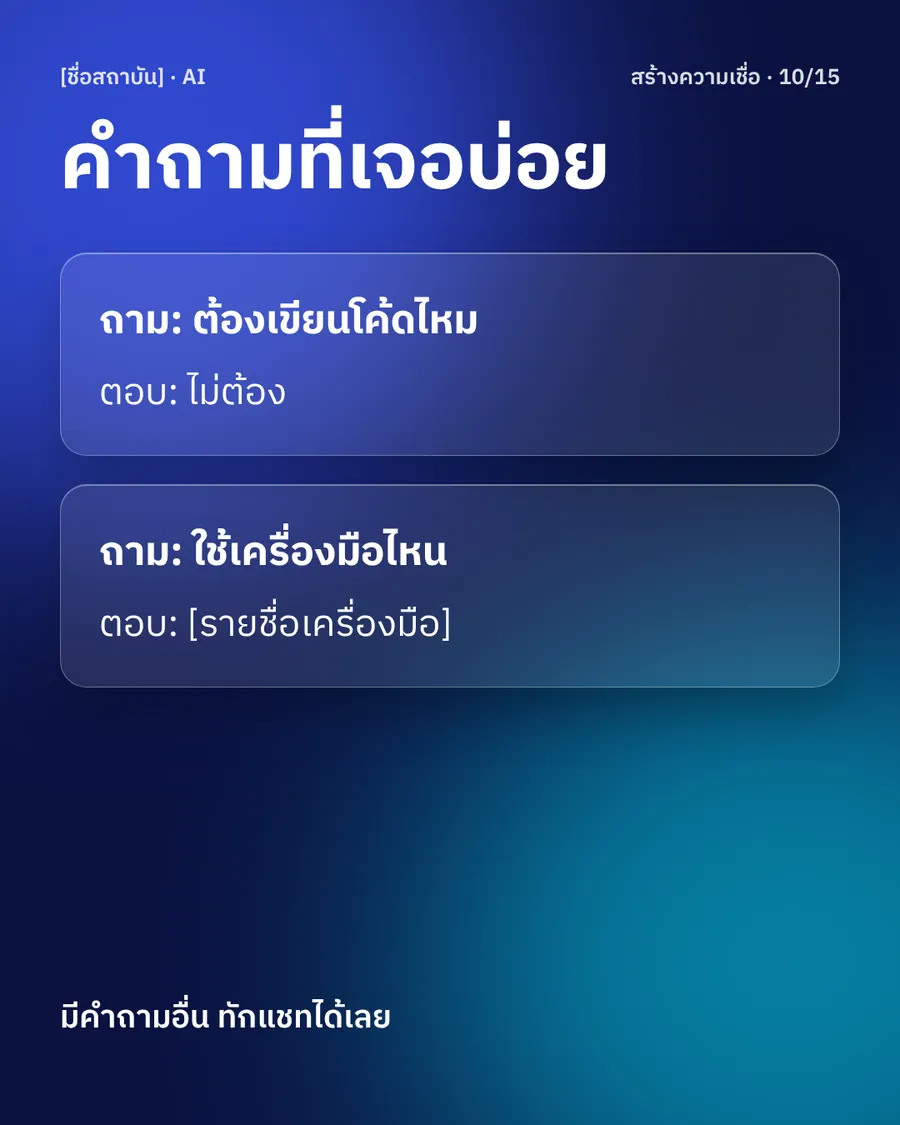 [ชื่อสถาบัน] · AI
สร้างความเชื่อ · 10/15
คำถามที่เจอบ่อย
ถาม: ต้องเขียนโค้ดไหม
ตอบ: ไม่ต้อง
ถาม: ใช้เครื่องมือไหน
ตอบ: [รายชื่อเครื่องมือ]
มีคำถามอื่น ทักแชทได้เลย